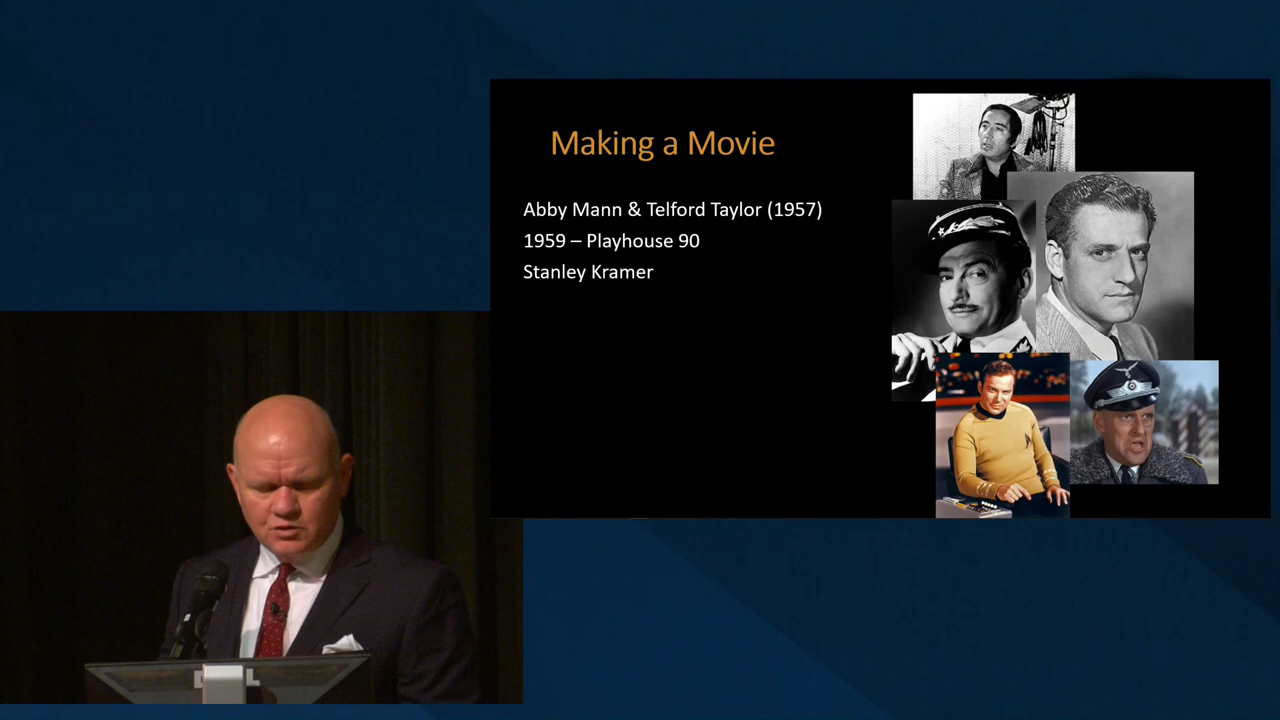 Making a Movie
Abby Mann & Telford Taylor (1957)
1959 – Playhouse 90
Stanley Kramer